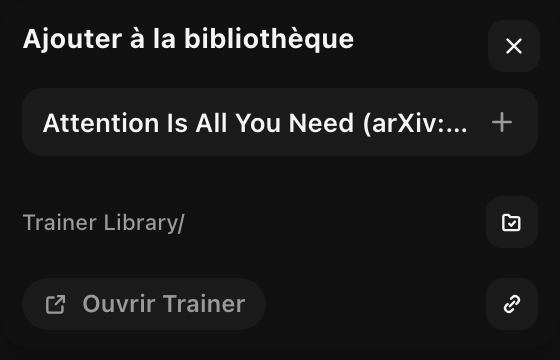 Ajouter à la bibliothèque
Attention Is All You Need (arXiv:...
Trainer Library/
Ouvrir Trainer